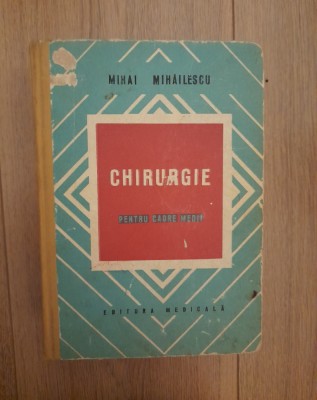 MIHAI MIHĂILESCU
CHIRURGIE
PENTRU CADRE MEDII
EDITURA MEDICALĂ